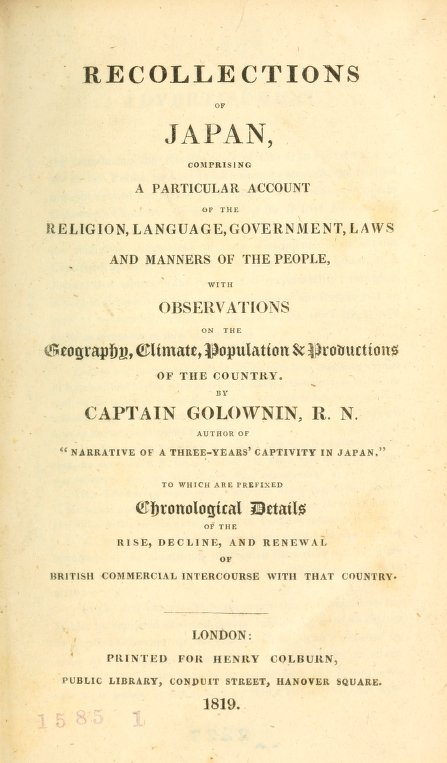 RECOLLECTIONS
OF
JAPAN,
COMPRISING
A PARTICULAR ACCOUNT
OF THE
RELIGION, LANGUAGE, GOVERNMENT, LAWS
AND MANNERS OF THE PEOPLE,
WITH
OBSERVATIONS
ON THE
Geography, Climate, Population & Productions
OF THE COUNTRY.
BY
CAPTAIN GOLOWNIN, R. N.
AUTHOR OF
"NARRATIVE OF A THREE-YEARS' CAPTIVITY IN JAPAN."
TO WHICH ARE PREFIXED
Chronological Details
OF THE
RISE, DECLINE, AND RENEWAL
OF
BRITISH COMMERCIAL INTERCOURSE WITH THAT COUNTRY.
LONDON:
PRINTED FOR HENRY COLBURN,
PUBLIC LIBRARY, CONDUIT STREET, HANOVER SQUARE.
1819.
1585 1